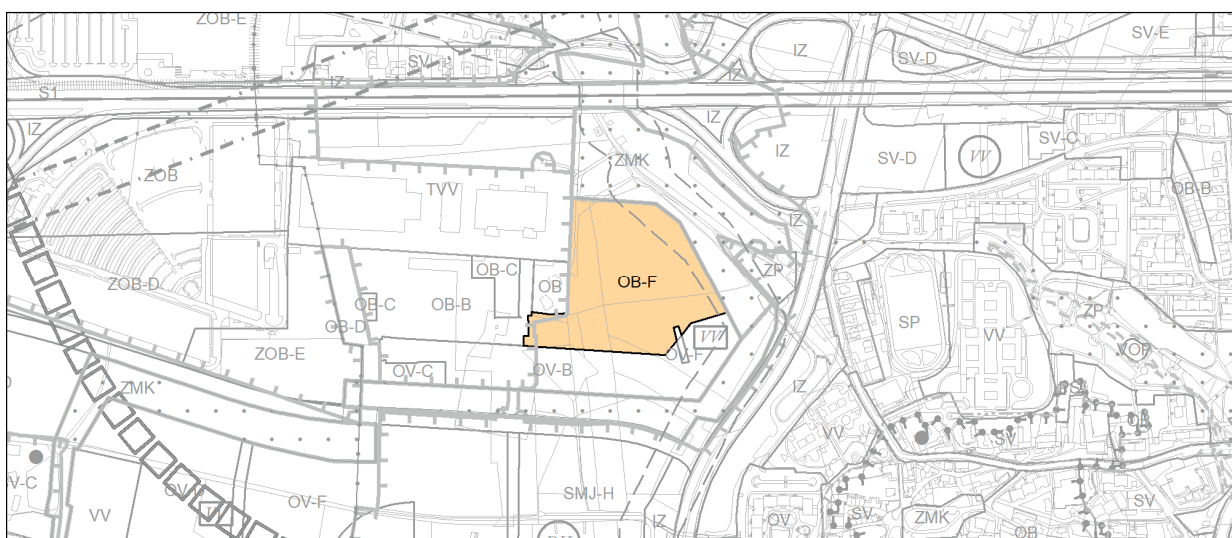 ZOB-E
SV
IZ
S1
IZ
ZOB
TVV
ZMK
IZ
IZ
IZ
IZ
SV-D
SV-E
SV-D
VV
SV-C
OB-B
IZ
OB-C
OB
OB-F
ZP
ZOB-D
OB-C
OB-B
OB-D
ZOB-E
OV-C
OV-B
OV-F
VV
SP
VV
ZP
ZMK
IZ
VV
SV
SV
V-C
VV
VV
OV-F
SMJ-H
IZ
OV
SV
ZMK
OB